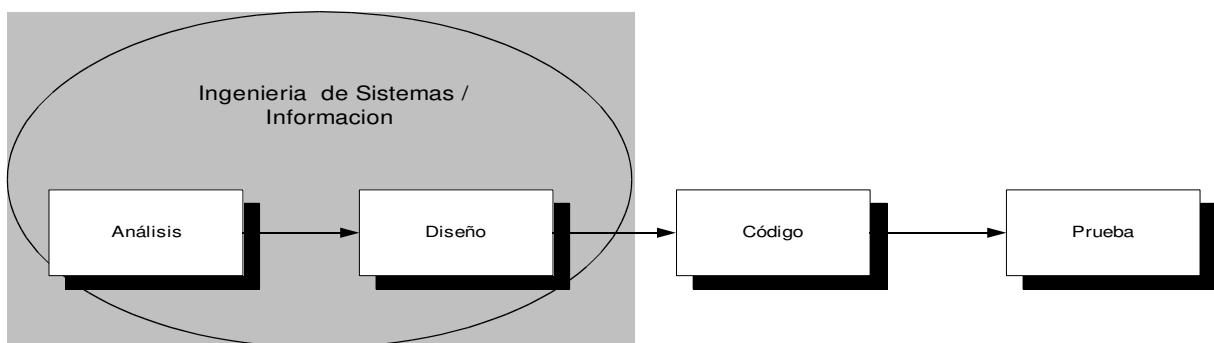 Ingenieria de Sistemas /
Informacion
Análisis
Diseño
Código
Prueba